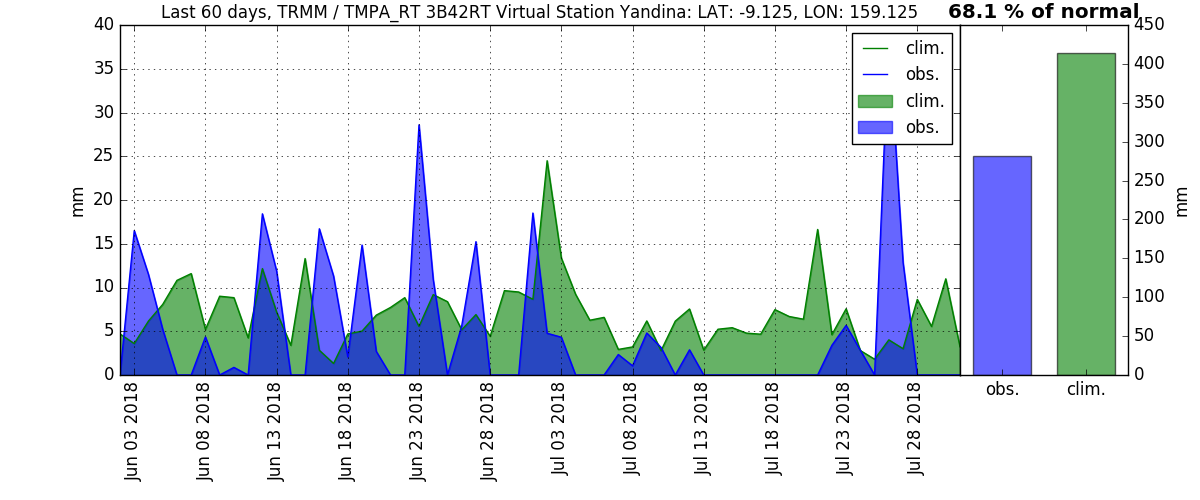 Last 60 days, TRMM / TMPA_RT 3B42RT Virtual Station Yandina: LAT: -9.125, LON: 159.125
68.1 % of normal
40
35
30
25
20
15
10
5
0
mm
clim.
obs.
clim.
obs.
450
400
350
300
250
200
150
100
50
0
mm
Jun 03 2018
Jun 08 2018
Jun 13 2018
Jun 18 2018
Jun 23 2018
Jun 28 2018
Jul 03 2018
Jul 08 2018
Jul 13 2018
Jul 18 2018
Jul 23 2018
Jul 28 2018
obs.
clim.